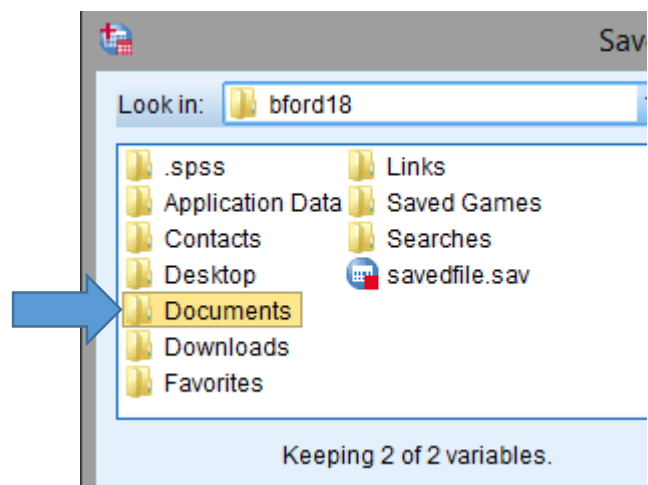 Sav
Look in: bford18
.spss
Application Data
Contacts
Desktop
Documents
Downloads
Favorites
Links
Saved Games
Searches
savedfile.sav
Keeping 2 of 2 variables.